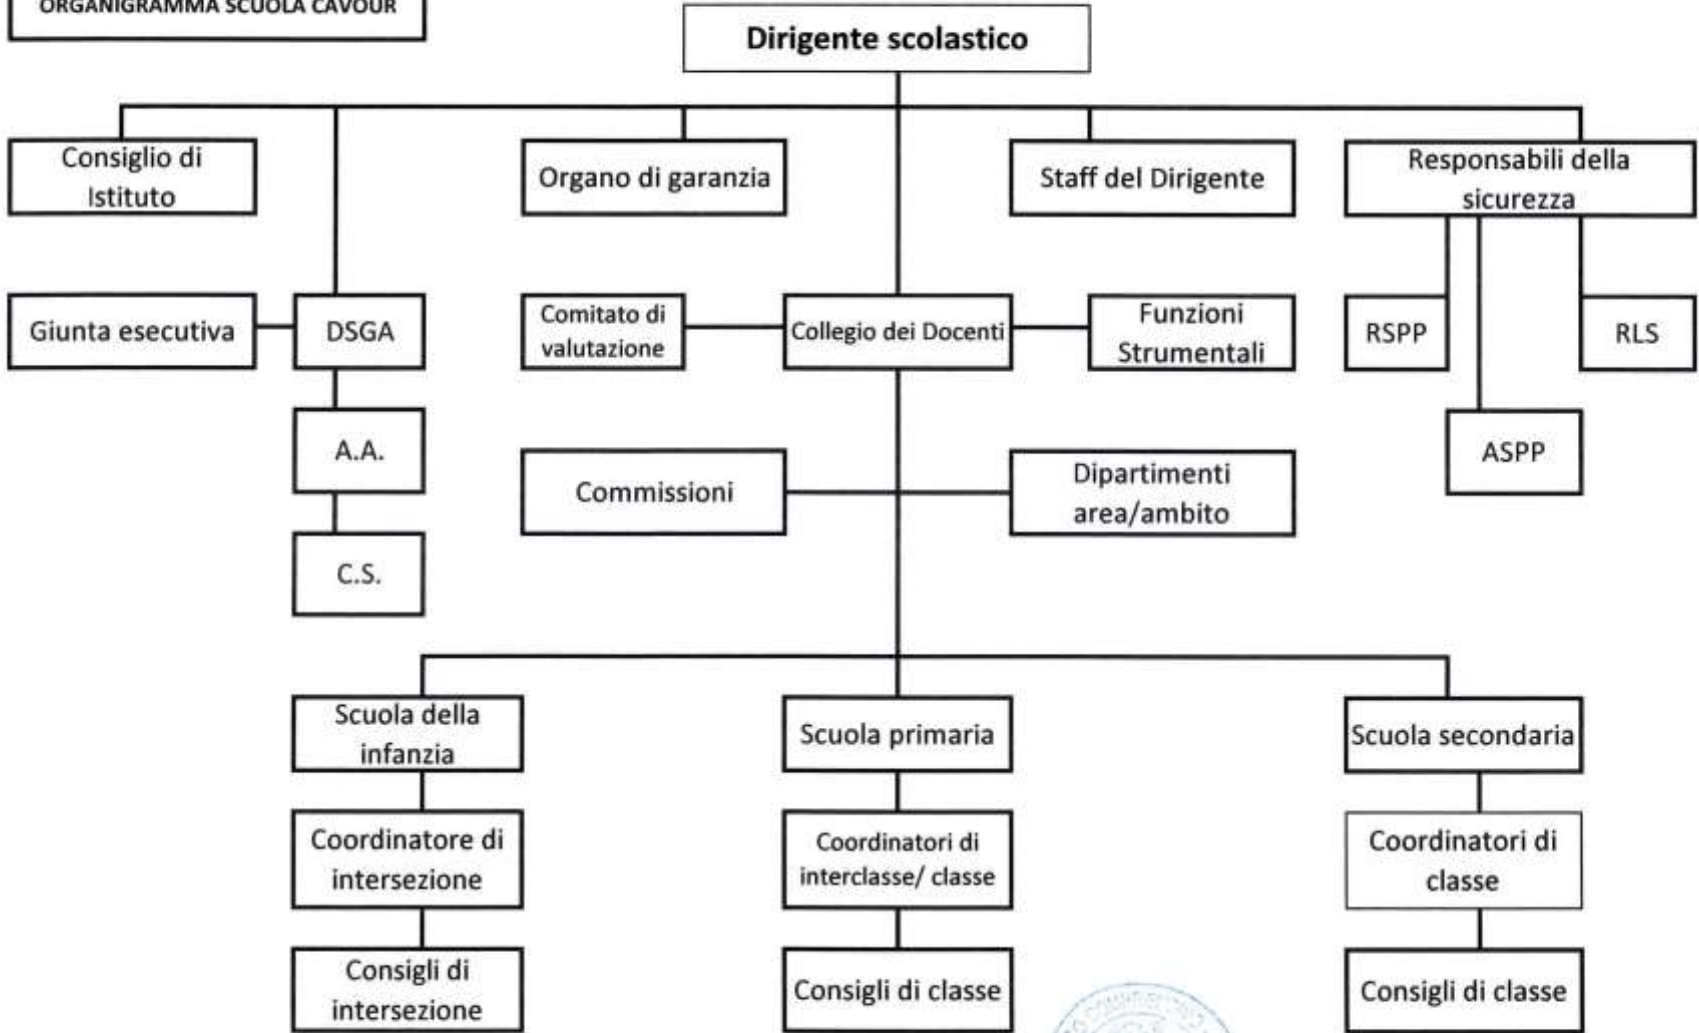 ORGANIGRAMMA SCUOLA CAVOUR
Dirigente scolastico
Consiglio di
Istituto
Organo di garanzia
Staff del Dirigente
Responsabili della
sicurezza
Giunta esecutiva
DSGA
Comitato di
valutazione
Collegio dei Docenti
Funzioni
Strumentali
RSPP
RLS
A.A.
ASPP
Commissioni
Dipartimenti
area/ambito
C.S.
Scuola della
infanzia
Scuola primaria
Scuola secondaria
Coordinatore di
intersezione
Coordinatori di
interclasse/ classe
Coordinatori di
classe
Consigli di
intersezione
Consigli di classe
Consigli di classe